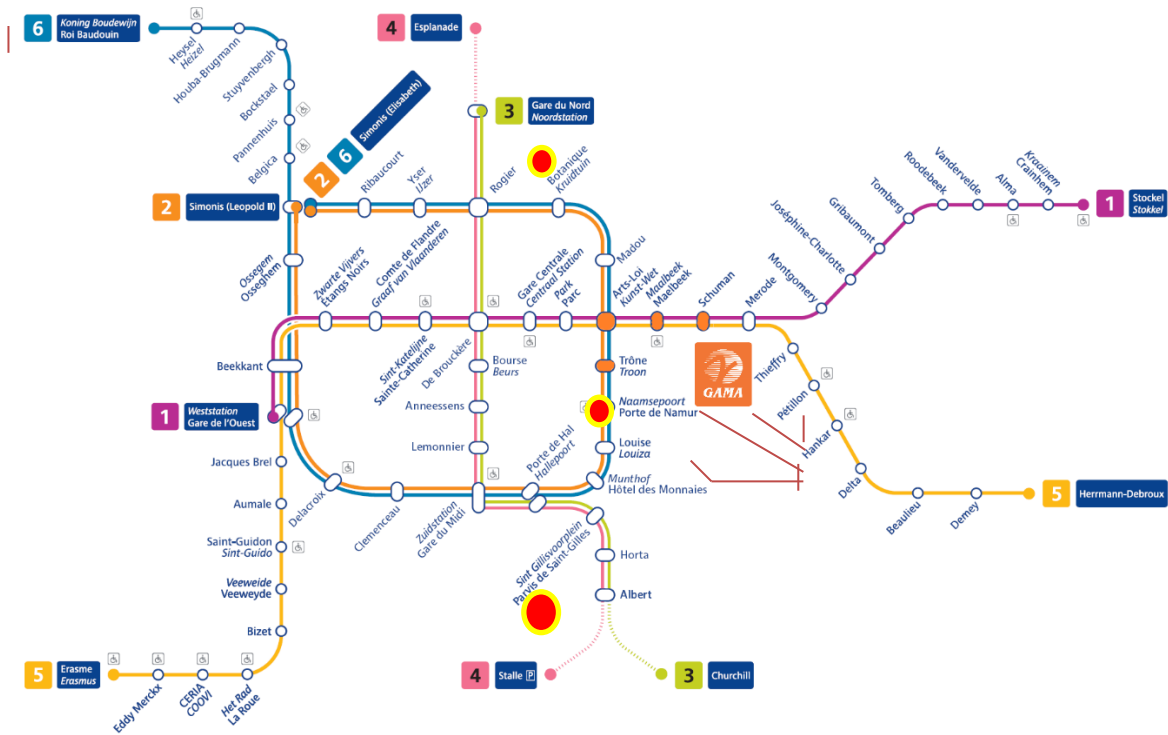 6
Koning Boudewijn
Roi Baudouin
Heysel
Heizel
Houba-Brugmann
Stuyvenbergh
Bockstael
Pannenhuis
Belgica
4
Esplanade
3
Gare du Nord
Noordstation
2
6
Simonis (Elisabeth)
2
Simonis (Leopold II)
Ribaucourt
Yser
IJzer
Rogier
Botanique
Kruidtuin
Madou
Ossegem
Osseghem
Zwarte Vijvers
Étangs Noirs
Comte de Flandre
Graaf van Vlaanderen
Sint-Katelijne
Sainte-Catherine
De Brouckère
Gare Centrale
Centraal Station
Park
Parc
Arts-Loi
Kunst-Wet
Maalbeek
Maelbeek
Schuman
Merode
Montgomery
Joséphine-Charlotte
Gribaumont
Tomberg
Roodebeek
Vandervelde
Alma
Kraainem
Crainhem
1
Stockel
Stokkel
Beekkant
1
Weststation
Gare de l'Ouest
Bourse
Beurs
Anneessens
Lemonnier
Trône
Troon
Naamsepoort
Porte de Namur
Louise
Louiza
Munthof
Hôtel des Monnaies
Porte de Hal
Hallepoort
GAMA
Thieffry
Pétillon
Hankar
Delta
Beaulieu
Demey
5
Herrmann-Debroux
Jacques Brel
Aumale
Saint-Guidon
Sint-Guido
Veeweide
Veeweyde
Bizet
Delacroix
Clemenceau
Zuidstation
Gare du Midi
Sint Gillisvoorplein
Parvis de Saint-Gilles
Horta
Albert
5
Erasme
Erasmus
Eddy Merckx
CERIA
COOVI
Het Rad
La Roue
4
Stalle P
3
Churchill